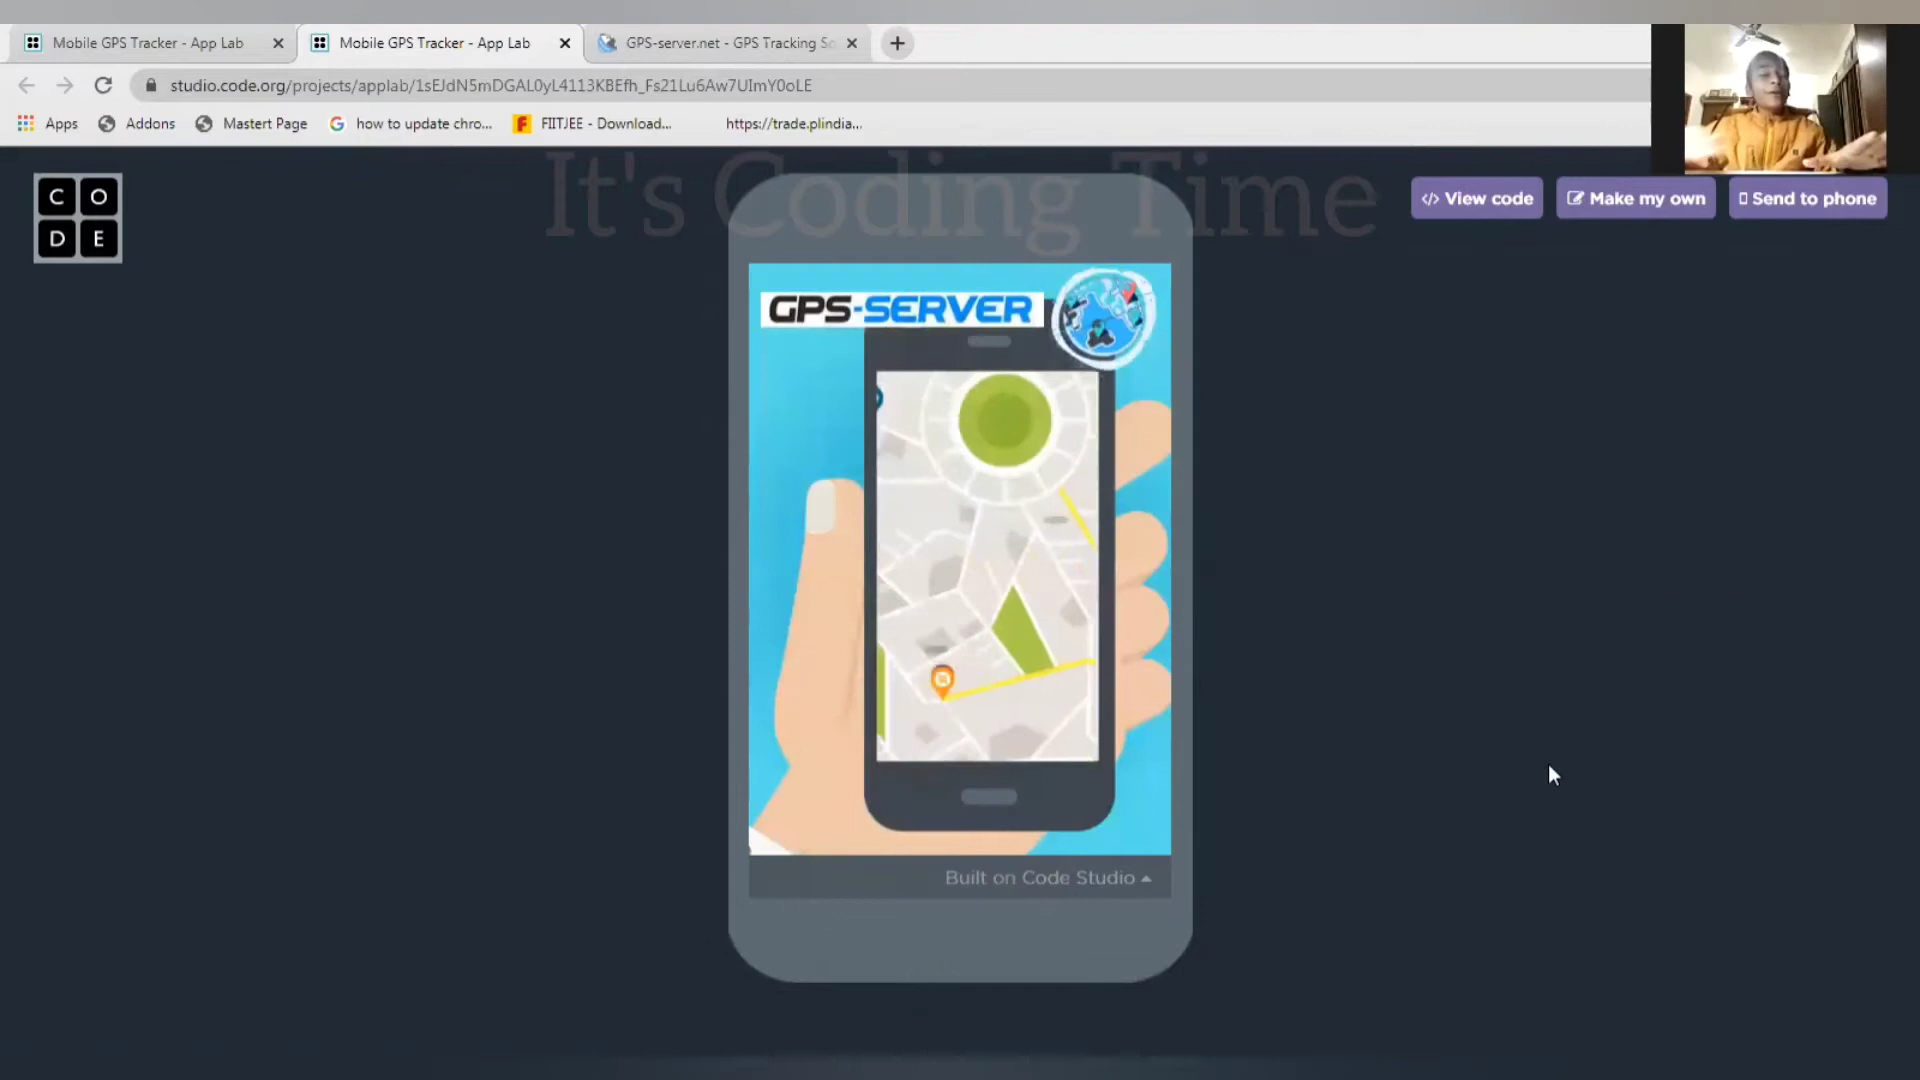 Mobile GPS Tracker - App Lab
Mobile GPS Tracker - App Lab
GPS-server.net - GPS Tracking So
studio.code.org/projects/applab/1sEJdN5mDGAL0yL4113KBEfh_Fs21Lu6Aw7UImY0oLE
Apps
Addons
Mastert Page
G
how to update chro...
F
FIITJEE - Download...
https://trade.plindia...
It's Coding Time
C O
D E
</> View code
Make my own
Send to phone
GPS-SERVER
Built on Code Studio